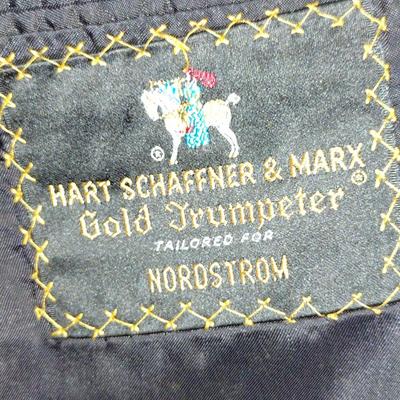 ®
HART SCHAFFNER & MARX
Gold Trumpeter®
TAILORED FOR
NORDSTROM